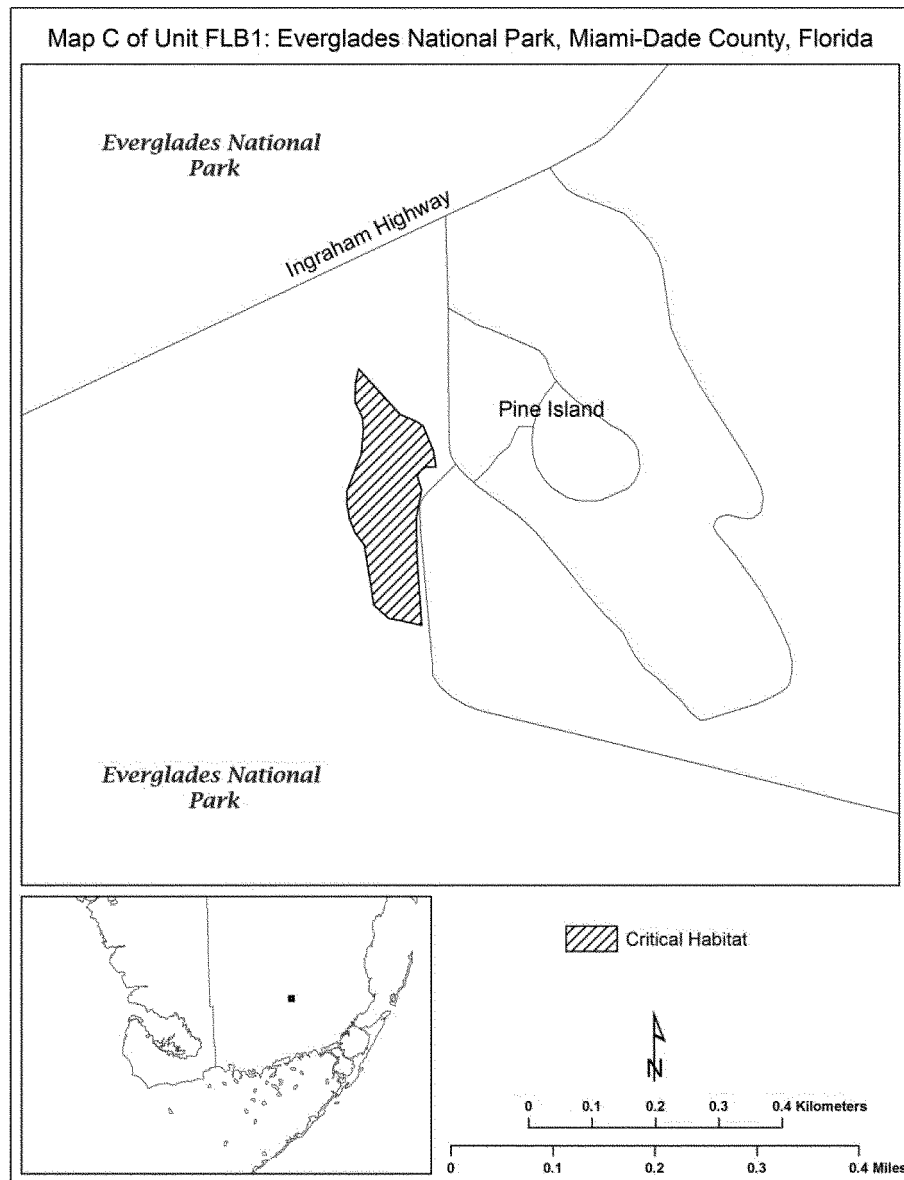 Map C of Unit FLB1: Everglades National Park, Miami-Dade County, Florida
Everglades National
Park
Ingraham Highway
Pine Island
Everglades National
Park
Critical Habitat
N
0 0.1 0.2 0.3 0.4 Kilometers
0 0.1 0.2 0.3 0.4 Miles